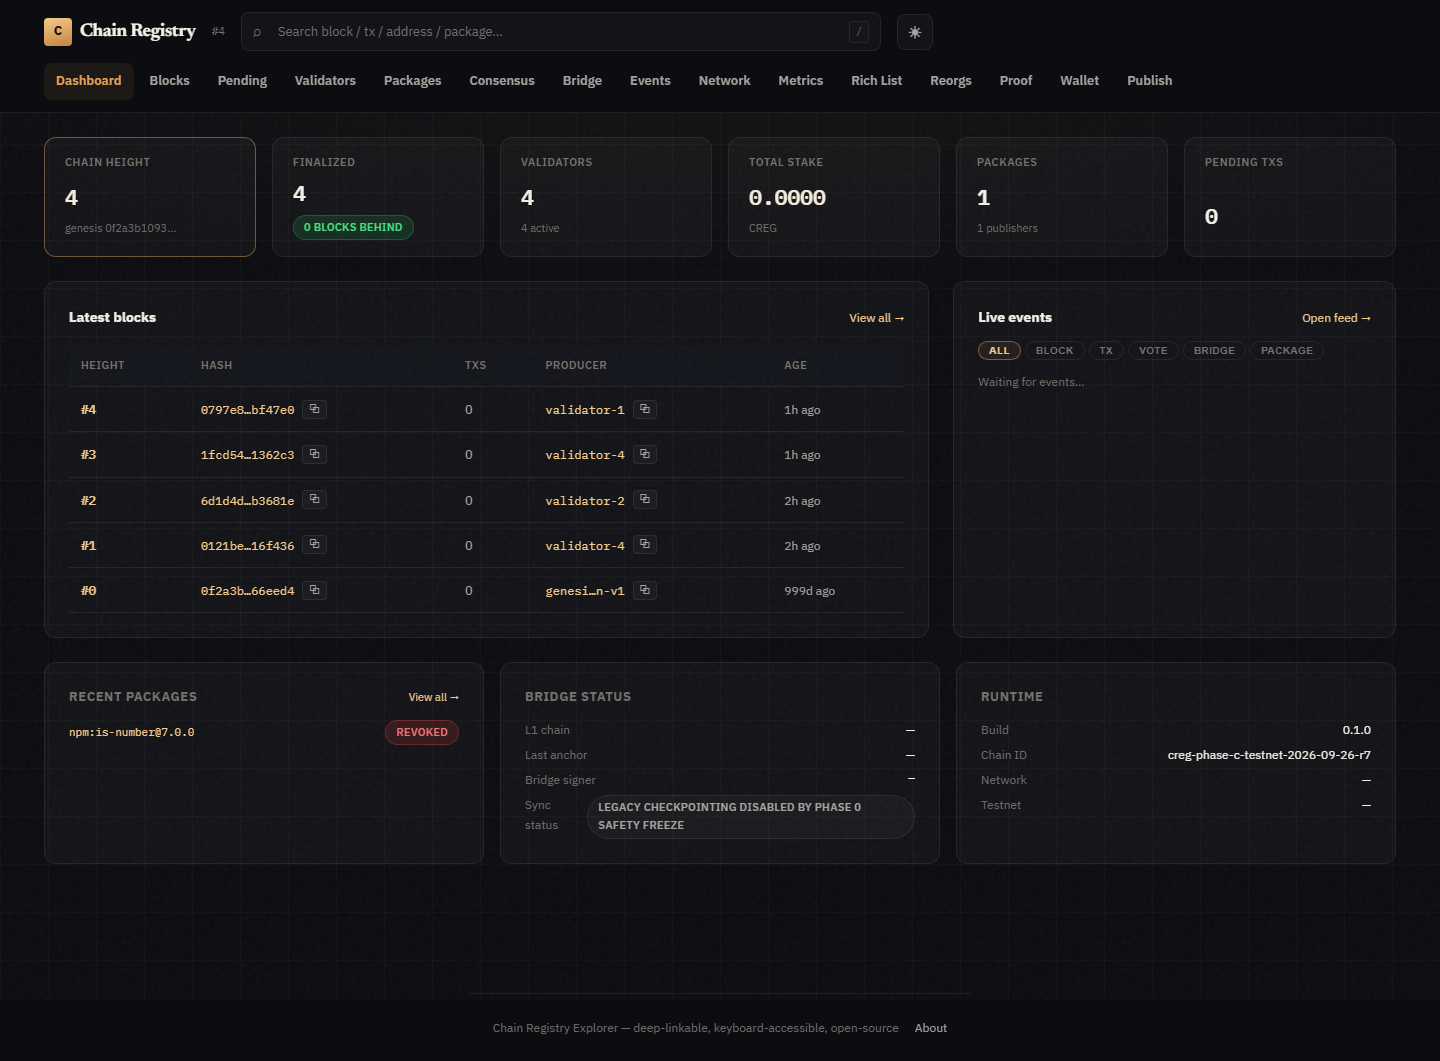 C Chain Registry #4 Search block / tx / address / package... /
Dashboard Blocks Pending Validators Packages Consensus Bridge Events Network Metrics Rich List Reorgs Proof Wallet Publish
CHAIN HEIGHT
4
genesis 0f2a3b1093...
FINALIZED
4
0 BLOCKS BEHIND
VALIDATORS
4
4 active
TOTAL STAKE
0.0000
CREG
PACKAGES
1
1 publishers
PENDING TXS
0
Latest blocks View all →
HEIGHT HASH TXS PRODUCER AGE
#4 0797e8…bf47e0 0 validator-1 1h ago
#3 1fcd54…1362c3 0 validator-4 1h ago
#2 6d1d4d…b3681e 0 validator-2 2h ago
#1 0121be…16f436 0 validator-4 2h ago
#0 0f2a3b…66eed4 0 genesi…n-v1 999d ago
Live events Open feed →
ALL BLOCK TX VOTE BRIDGE PACKAGE
Waiting for events...
RECENT PACKAGES View all →
npm:is-number@7.0.0 REVOKED
BRIDGE STATUS
L1 chain —
Last anchor —
Bridge signer —
Sync status
LEGACY CHECKPOINTING DISABLED BY PHASE 0
SAFETY FREEZE
RUNTIME
Build 0.1.0
Chain ID creg-phase-c-testnet-2026-09-26-r7
Network —
Testnet —
Chain Registry Explorer — deep-linkable, keyboard-accessible, open-source About